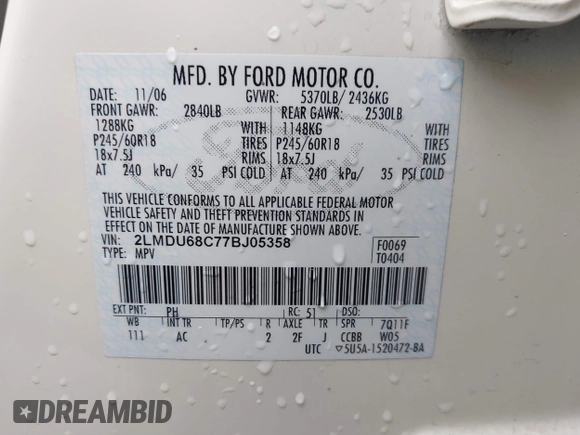 MFD. BY FORD MOTOR CO.
DATE: 11/06 GVWR: 5370LB/ 2436KG
FRONT GAWR: 2840LB REAR GAWR: 2530LB
1288KG WITH 1148KG WITH
P245/60R18 TIRES P245/60R18 TIRES
18x7.5J RIMS 18x7.5J RIMS
AT 240 kPa/ 35 PSI COLD AT 240 kPa/ 35 PSI COLD
THIS VEHICLE CONFORMS TO ALL APPLICABLE FEDERAL MOTOR
VEHICLE SAFETY AND THEFT PREVENTION STANDARDS IN
EFFECT ON THE DATE OF MANUFACTURE SHOWN ABOVE.
VIN: 2LMDU68C77BJ05358 F0069
TYPE: MPV T0404
EXT PNT: PH RC: 51 DSO:
WB INT TR TP/PS R AXLE TR SPR 7Q11F
111 AC 2 2F J CCBB W05
UTC ▽5U5A-1520472-BA
DREAMBID